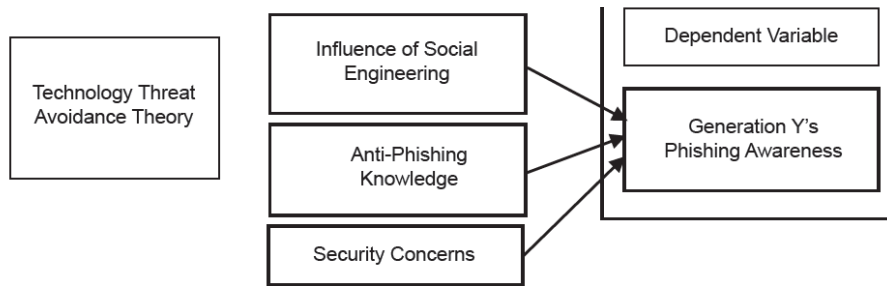 Technology Threat
Avoidance Theory
Influence of Social
Engineering
Anti-Phishing
Knowledge
Security Concerns
Dependent Variable
Generation Y's
Phishing Awareness